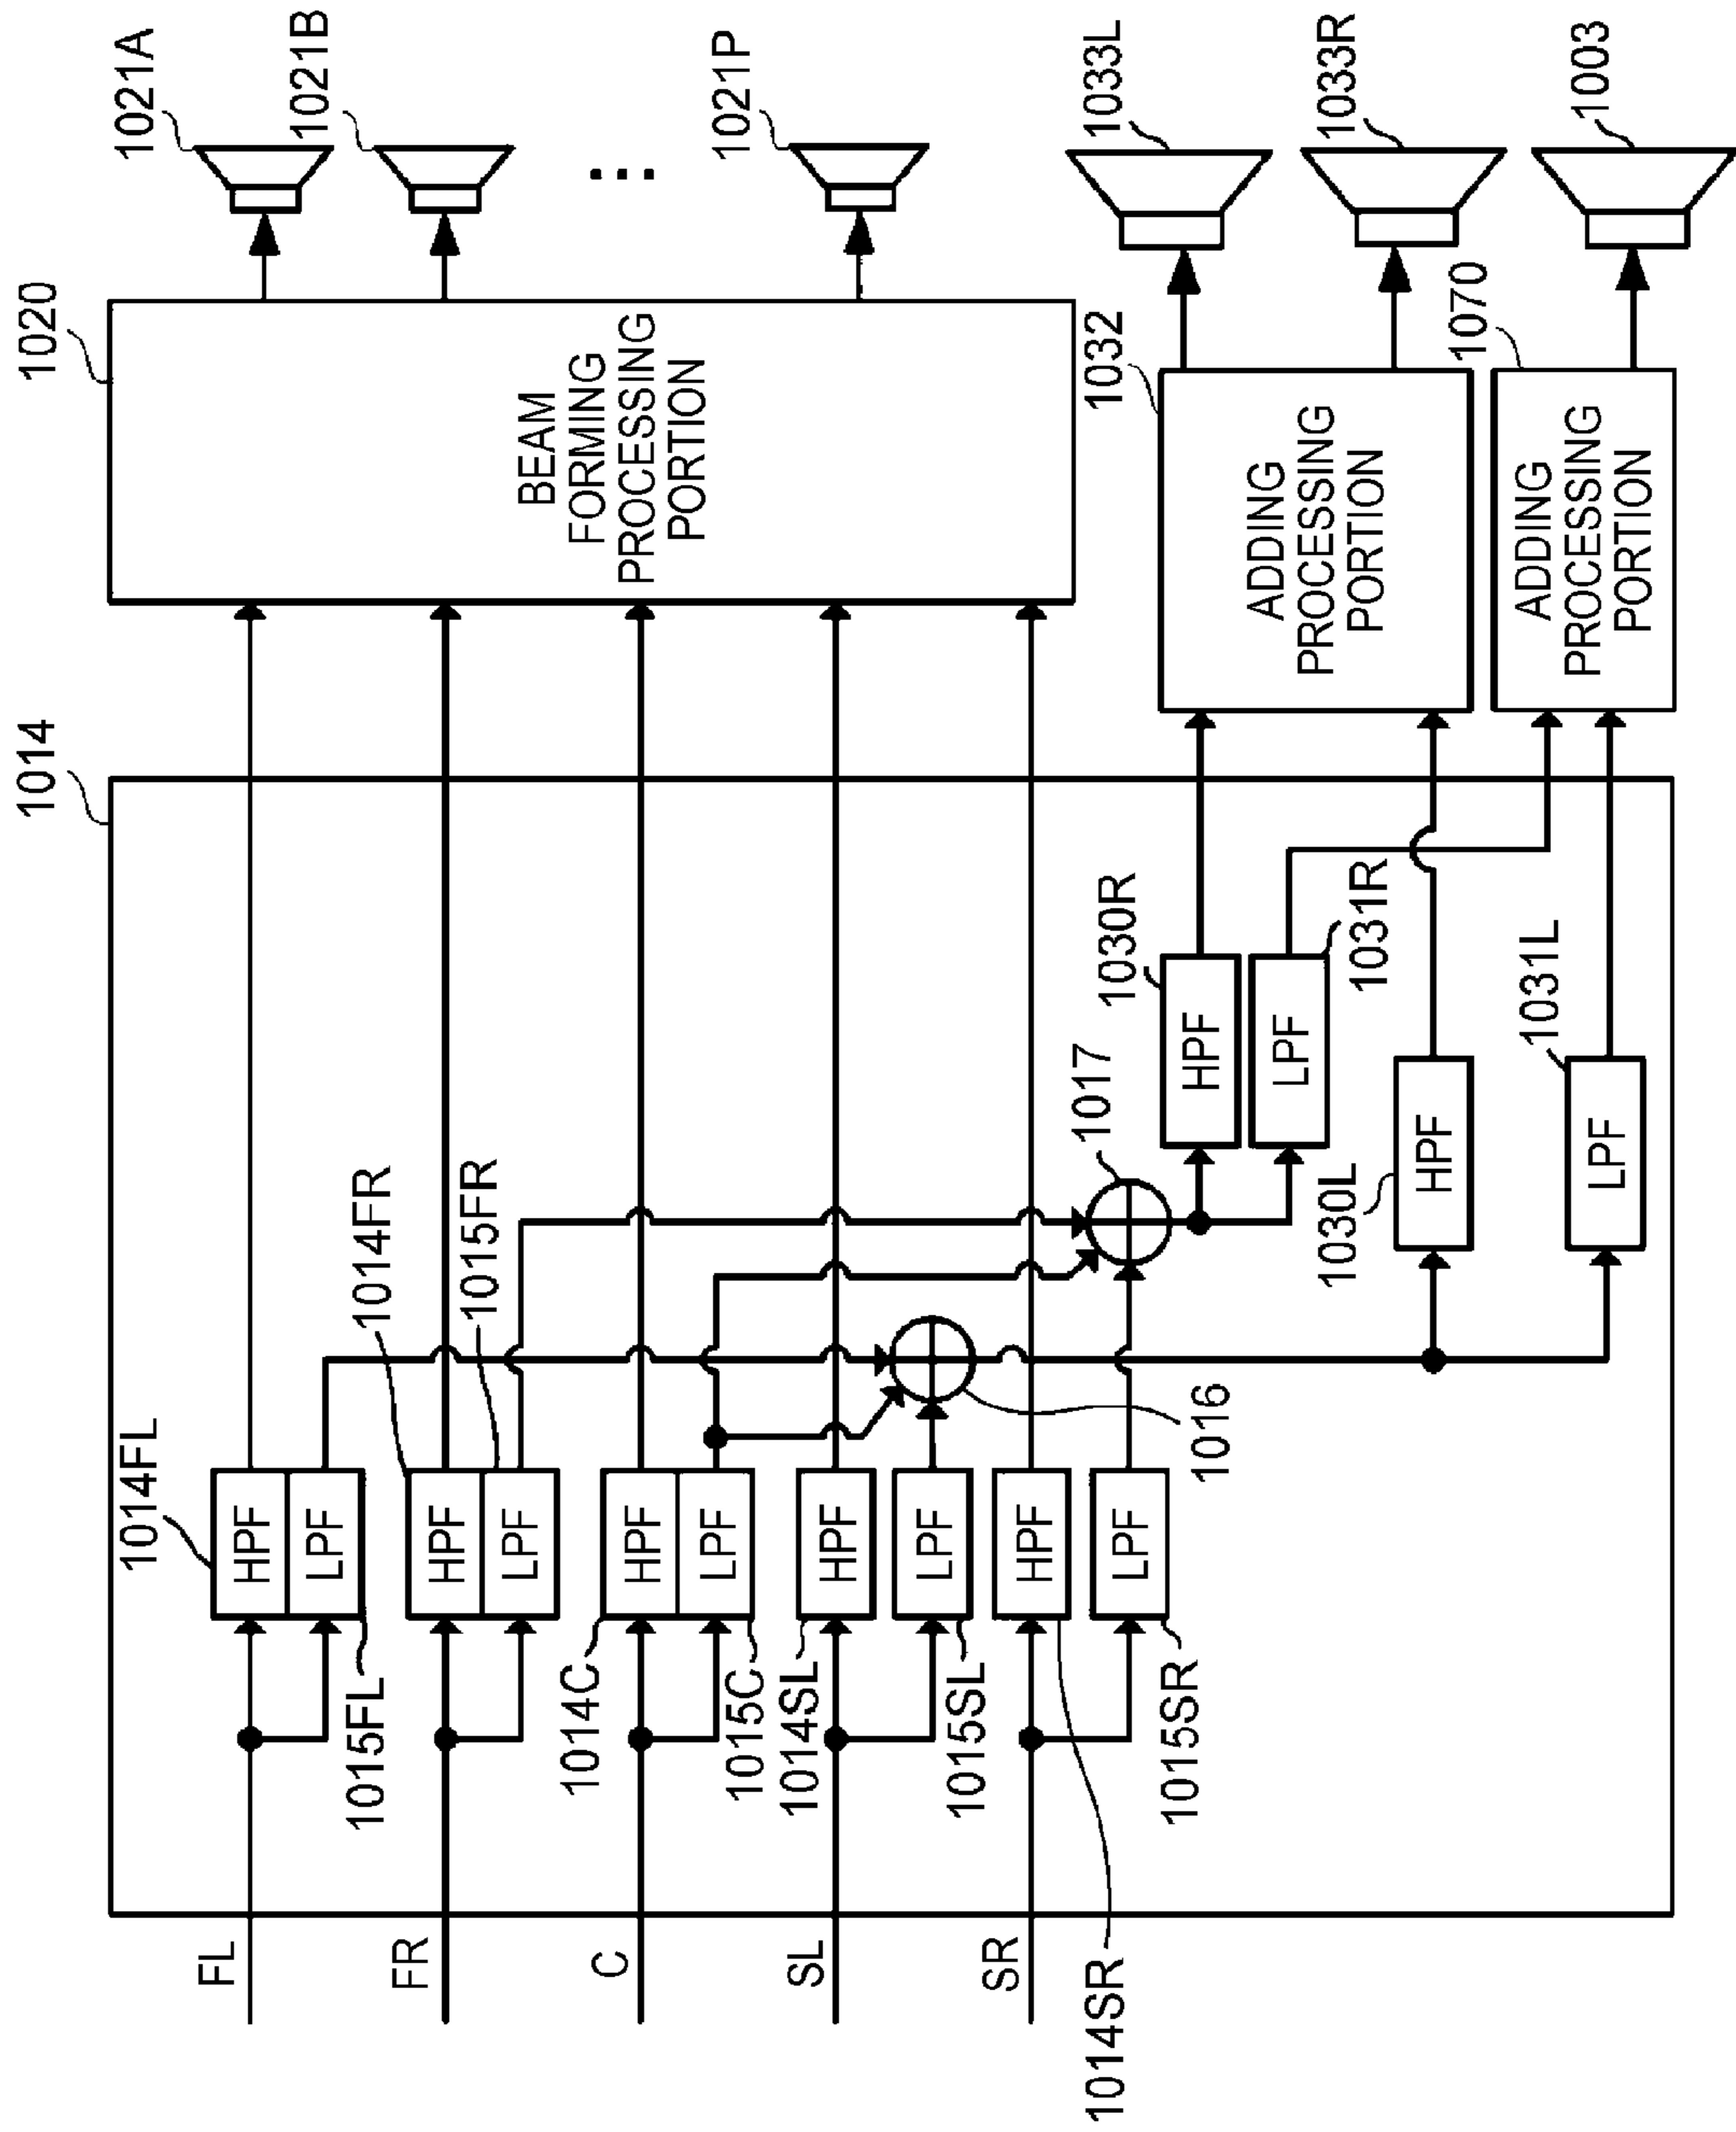 1014
1020
1021A
1021B
1021P
FL
FR
C
SL
SR
1014FL
HPF
LPF
1015FL
1014FR
HPF
LPF
1015FR
1014C
HPF
LPF
1015C
1014SL
HPF
LPF
1015SL
1014SR
HPF
LPF
1015SR
1016
1017
1030R
HPF
LPF
1031R
1030L
HPF
1031L
LPF
BEAM
FORMING
PROCESSING
PORTION
1032
ADDING
PROCESSING
PORTION
1070
ADDING
PROCESSING
PORTION
1033L
1033R
1003